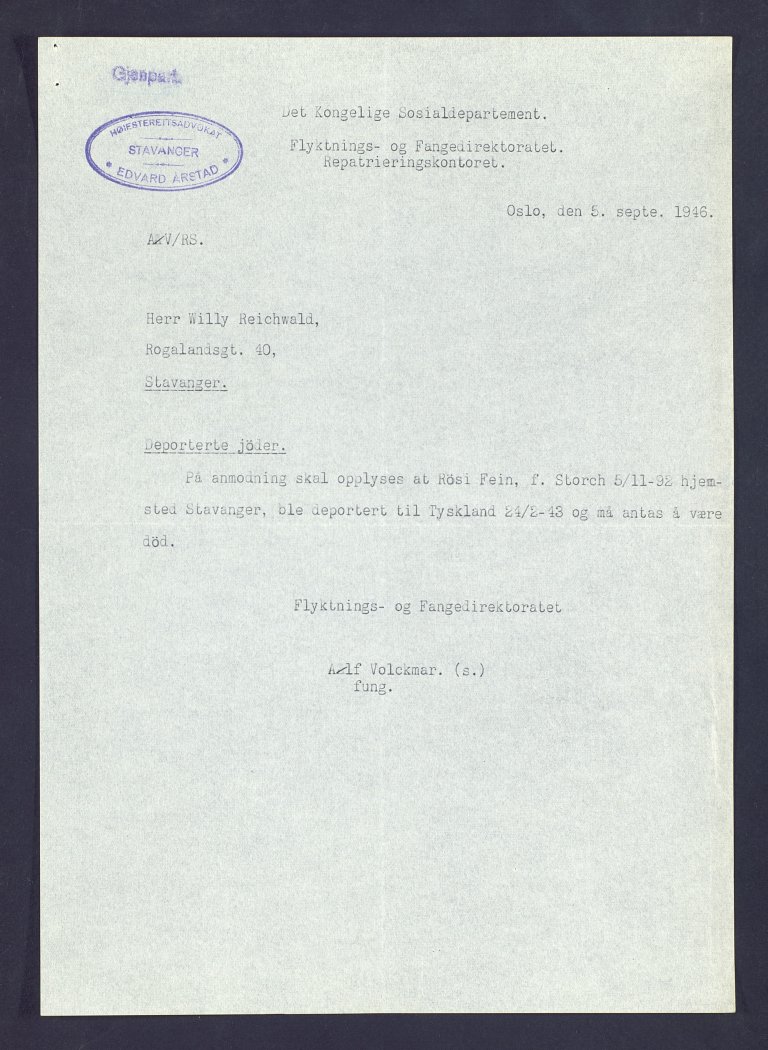 Gjenpart.
HØIESTERETTSADVOKAT
STAVANGER
EDVARD ÅRSTAD
Det Kongelige Sosialdepartement.
Flyktnings- og Fangedirektoratet.
Repatrieringskontoret.
Oslo, den 5. septe. 1946.
AV/RS.
Herr Willy Reichwald,
Rogalandsgt. 40,
Stavanger.
Deporterte jöder.
På anmodning skal opplyses at Rösi Fein, f. Storch 5/11-92 hjem-
sted Stavanger, ble deportert til Tyskland 24/2-43 og må antas å være
död.
Flyktnings- og Fangedirektoratet
Alf Volckmar. (s.)
fung.